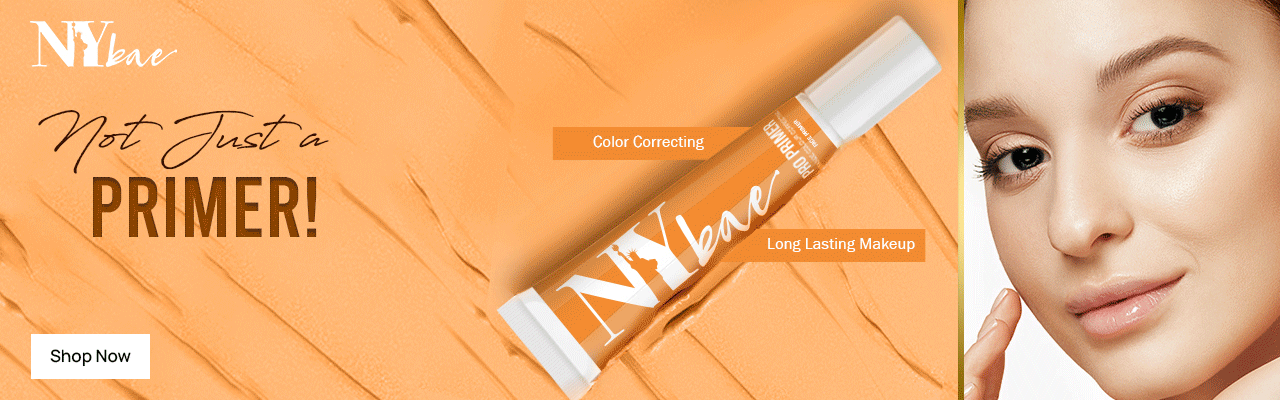 NYbae
Not Just a
PRIMER!
Shop Now
Color Correcting
Long Lasting Makeup
NYbae
PRO PRIMER